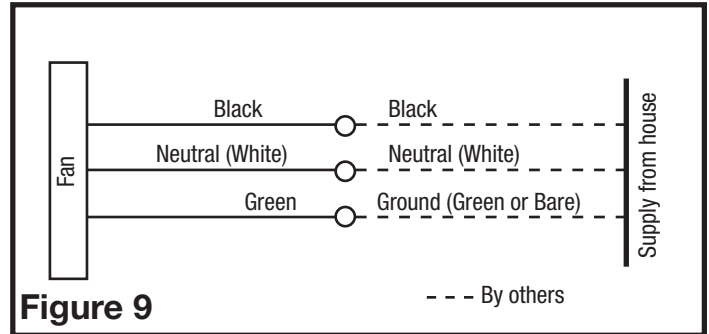 Fan
Black Black
Neutral (White) Neutral (White)
Green Ground (Green or Bare)
Supply from house
--- By others
Figure 9